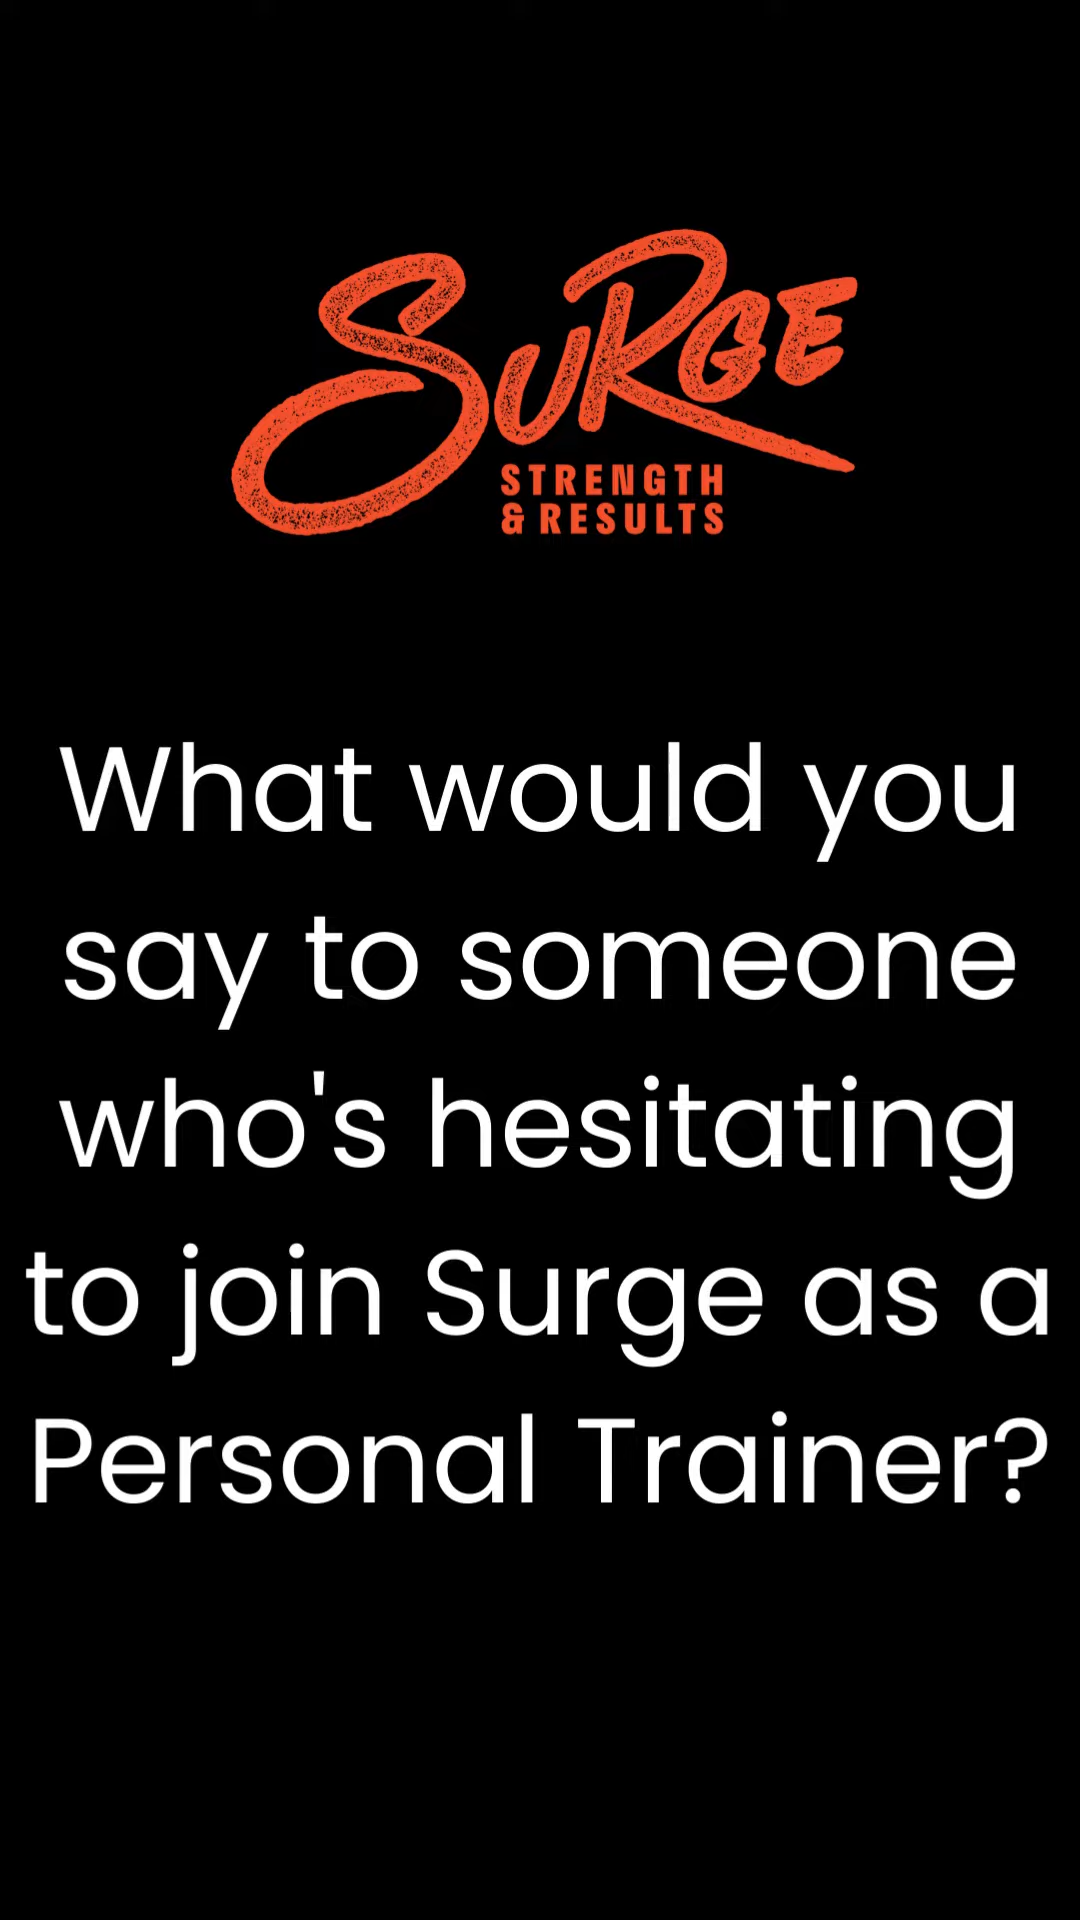 SURGE
STRENGTH
& RESULTS
What would you
say to someone
who's hesitating
to join Surge as a
Personal Trainer?